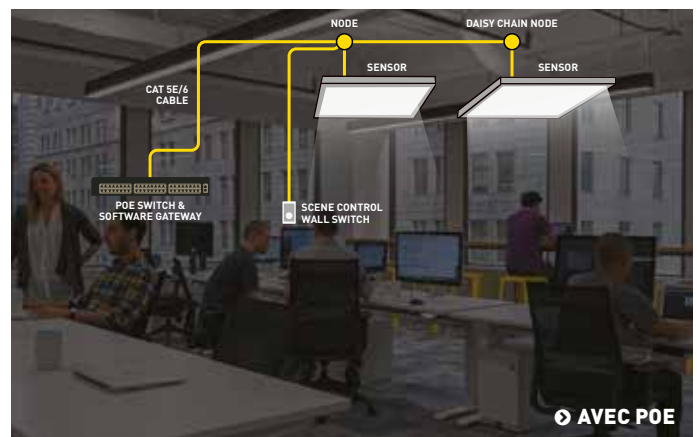 NODE
DAISY CHAIN NODE
SENSOR
SENSOR
CAT 5E/6
CABLE
POE SWITCH &
SOFTWARE GATEWAY
SCENE CONTROL
WALL SWITCH
AVEC POE